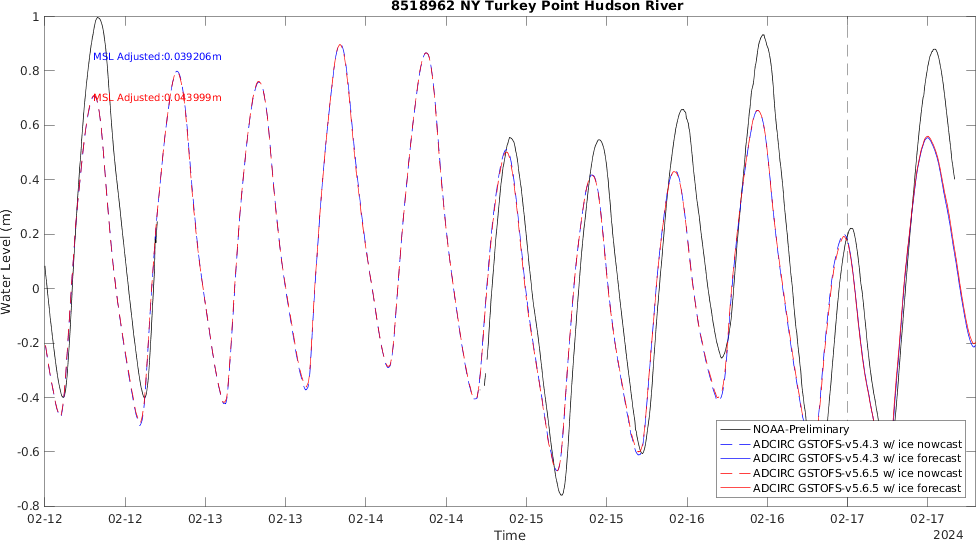 8518962 NY Turkey Point Hudson River
1
MSL Adjusted:0.039206m
0.8
MSL Adjusted:0.043999m
0.6
0.4
0.2
0
-0.2
-0.4
-0.6
-0.8
Water Level (m)
NOAA-Preliminary
ADCIRC GSTOFS-v5.4.3 w/ ice nowcast
ADCIRC GSTOFS-v5.4.3 w/ ice forecast
ADCIRC GSTOFS-v5.6.5 w/ ice nowcast
ADCIRC GSTOFS-v5.6.5 w/ ice forecast
02-12 02-12 02-13 02-13 02-14 02-14 02-15 02-15 02-16 02-16 02-17 02-17
Time
2024